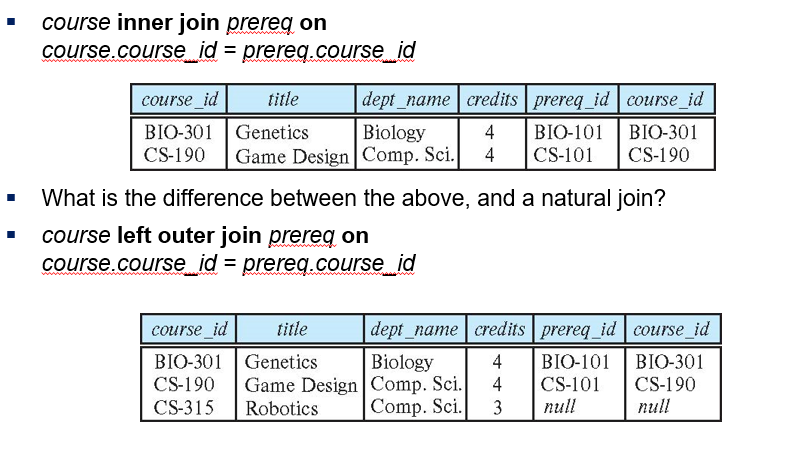 ▪ course inner join prereq on
course.course_id = prereq.course_id
course_id title dept_name credits prereq_id course_id
BIO-301 Genetics Biology 4 BIO-101 BIO-301
CS-190 Game Design Comp. Sci. 4 CS-101 CS-190
▪ What is the difference between the above, and a natural join?
▪ course left outer join prereq on
course.course_id = prereq.course_id
course_id title dept_name credits prereq_id course_id
BIO-301 Genetics Biology 4 BIO-101 BIO-301
CS-190 Game Design Comp. Sci. 4 CS-101 CS-190
CS-315 Robotics Comp. Sci. 3 null null